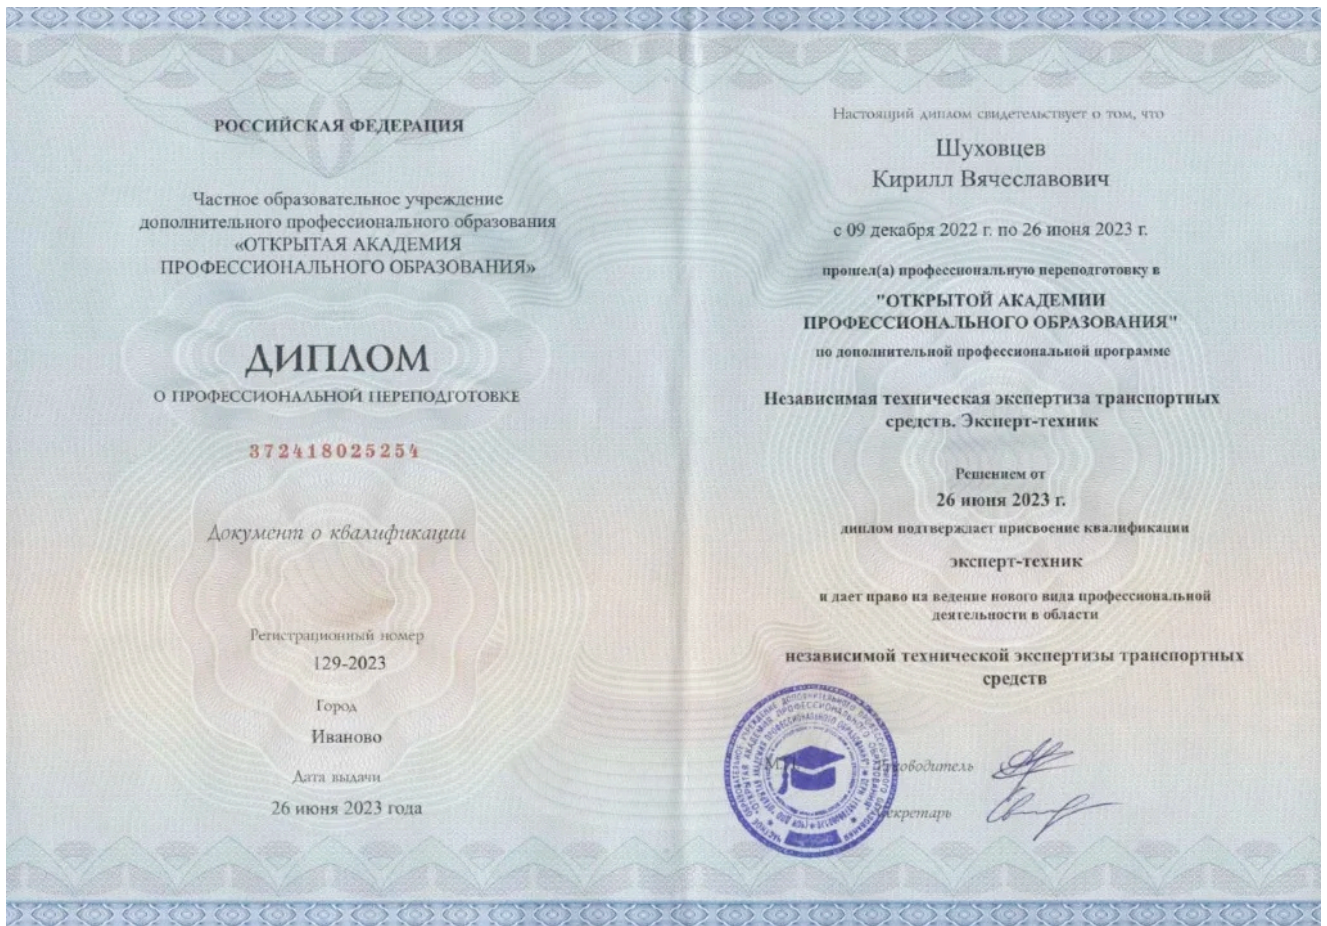 РОССИЙСКАЯ ФЕДЕРАЦИЯ
Частное образовательное учреждение
дополнительного профессионального образования
«ОТКРЫТАЯ АКАДЕМИЯ
ПРОФЕССИОНАЛЬНОГО ОБРАЗОВАНИЯ»
ДИПЛОМ
О ПРОФЕССИОНАЛЬНОЙ ПЕРЕПОДГОТОВКЕ
372418025254
Документ о квалификации
Регистрационный номер
129-2023
Город
Иваново
Дата выдачи
26 июня 2023 года
Настоящий диплом свидетельствует о том, что
Шуховцев
Кирилл Вячеславович
с 09 декабря 2022 г. по 26 июня 2023 г.
прошел(а) профессиональную переподготовку в
"ОТКРЫТОЙ АКАДЕМИИ
ПРОФЕССИОНАЛЬНОГО ОБРАЗОВАНИЯ"
по дополнительной профессиональной программе
Независимая техническая экспертиза транспортных
средств. Эксперт-техник
Решением от
26 июня 2023 г.
диплом подтверждает присвоение квалификации
эксперт-техник
и дает право на ведение нового вида профессиональной
деятельности в области
независимой технической экспертизы транспортных
средств
М.П.
Руководитель
Секретарь